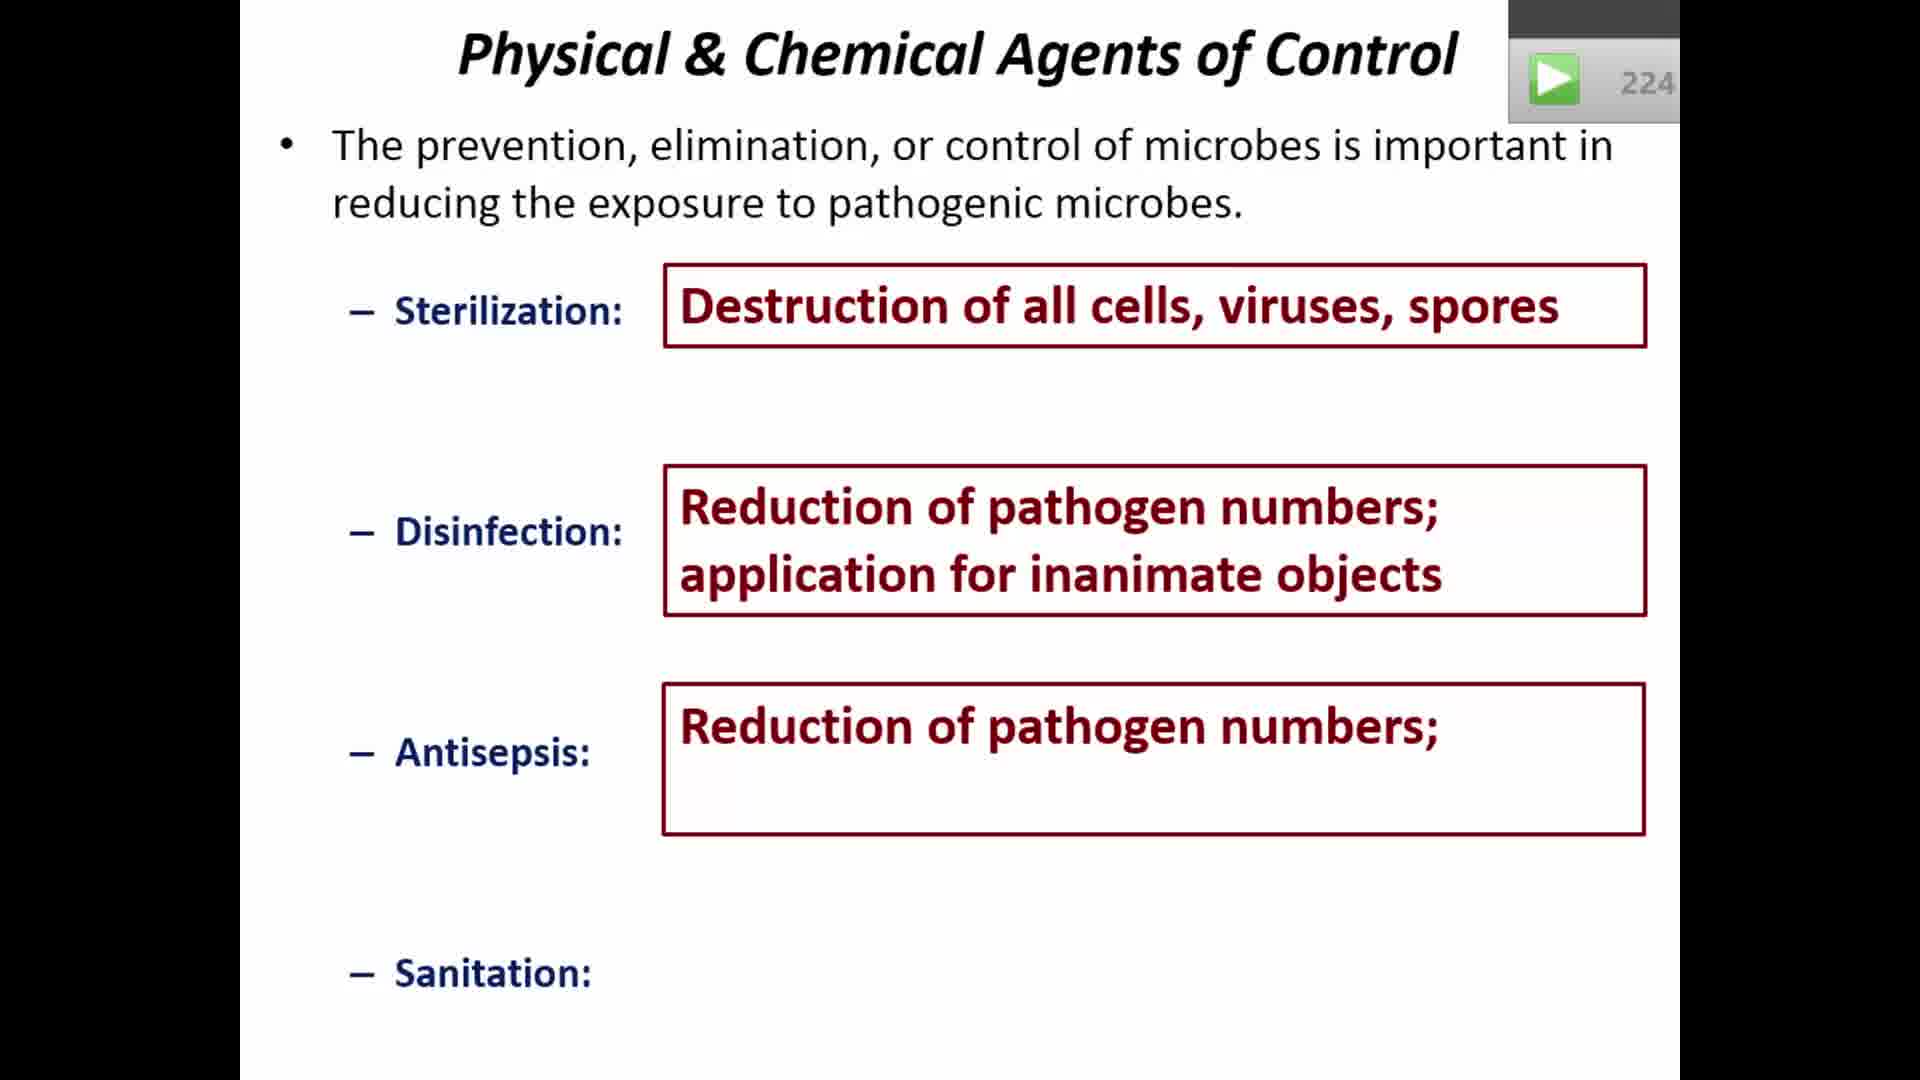 Physical & Chemical Agents of Control
224
• The prevention, elimination, or control of microbes is important in
reducing the exposure to pathogenic microbes.
– Sterilization: Destruction of all cells, viruses, spores
– Disinfection: Reduction of pathogen numbers;
application for inanimate objects
– Antisepsis: Reduction of pathogen numbers;
– Sanitation: